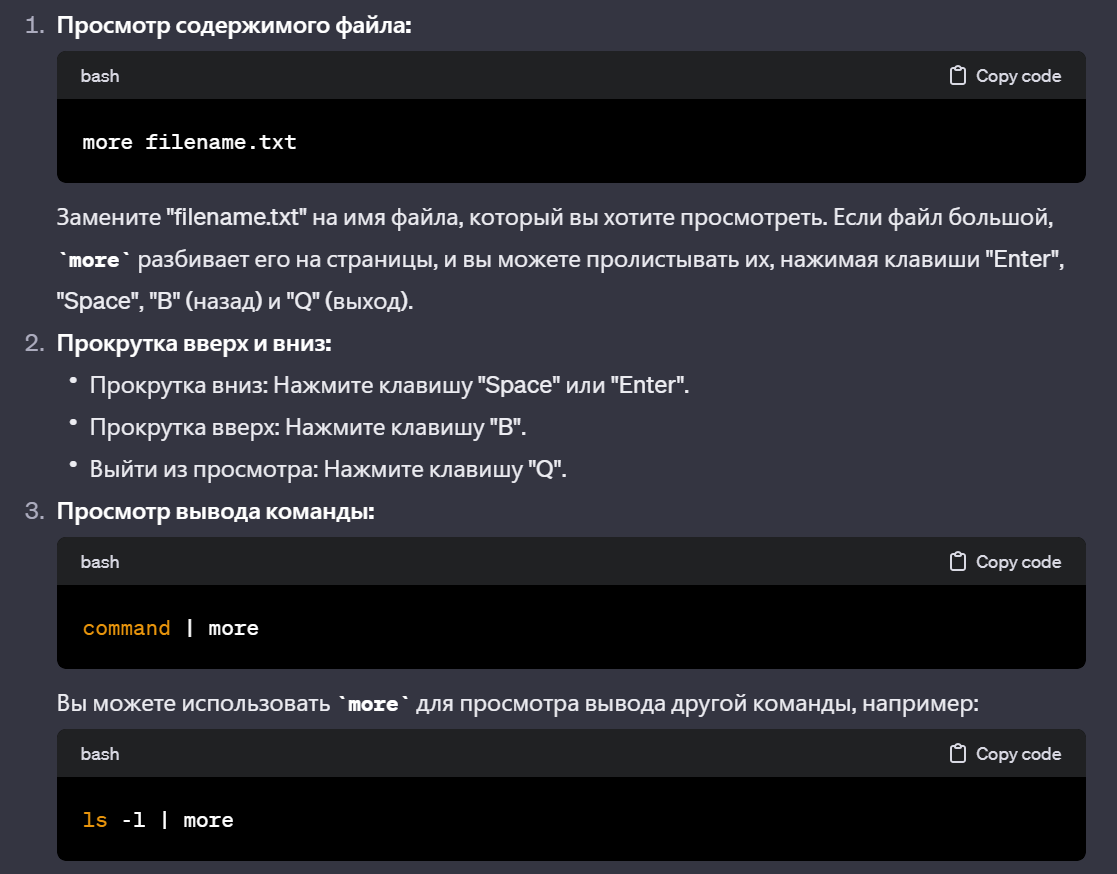 1. Просмотр содержимого файла:
bash Copy code
more filename.txt
Замените "filename.txt" на имя файла, который вы хотите просмотреть. Если файл большой,
`more` разбивает его на страницы, и вы можете пролистывать их, нажимая клавиши "Enter",
"Space", "B" (назад) и "Q" (выход).
2. Прокрутка вверх и вниз:
• Прокрутка вниз: Нажмите клавишу "Space" или "Enter".
• Прокрутка вверх: Нажмите клавишу "B".
• Выйти из просмотра: Нажмите клавишу "Q".
3. Просмотр вывода команды:
bash Copy code
command | more
Вы можете использовать `more` для просмотра вывода другой команды, например:
bash Copy code
ls -l | more